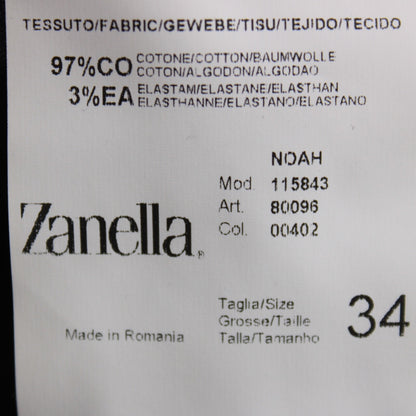 TESSUTO/FABRIC/GEWEBE/TISU/TEJIDO/TECIDO
97%CO COTONE/COTTON/BAUMWOLLE
COTON/ALGODON/ALGODAO
3%EA ELASTAM/ELASTANE/ELASTHAN
ELASTHANNE/ELASTANO/ELASTANO
NOAH
Mod. 115843
Art. 80096
Col. 00402
Zanella®
Taglia/Size
Grosse/Taille
Talla/Tamanho
34
Made in Romania